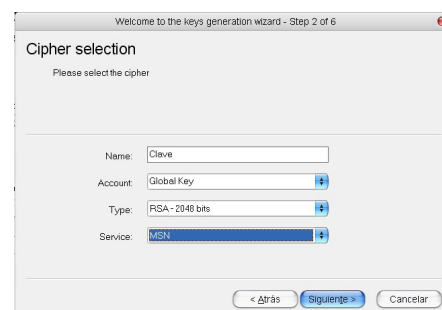 Welcome to the keys generation wizard - Step 2 of 6
Cipher selection
Please select the cipher
Name: Clave
Account: Global Key
Type: RSA - 2048 bits
Service: MSN
< Atrás Siguiente > Cancelar